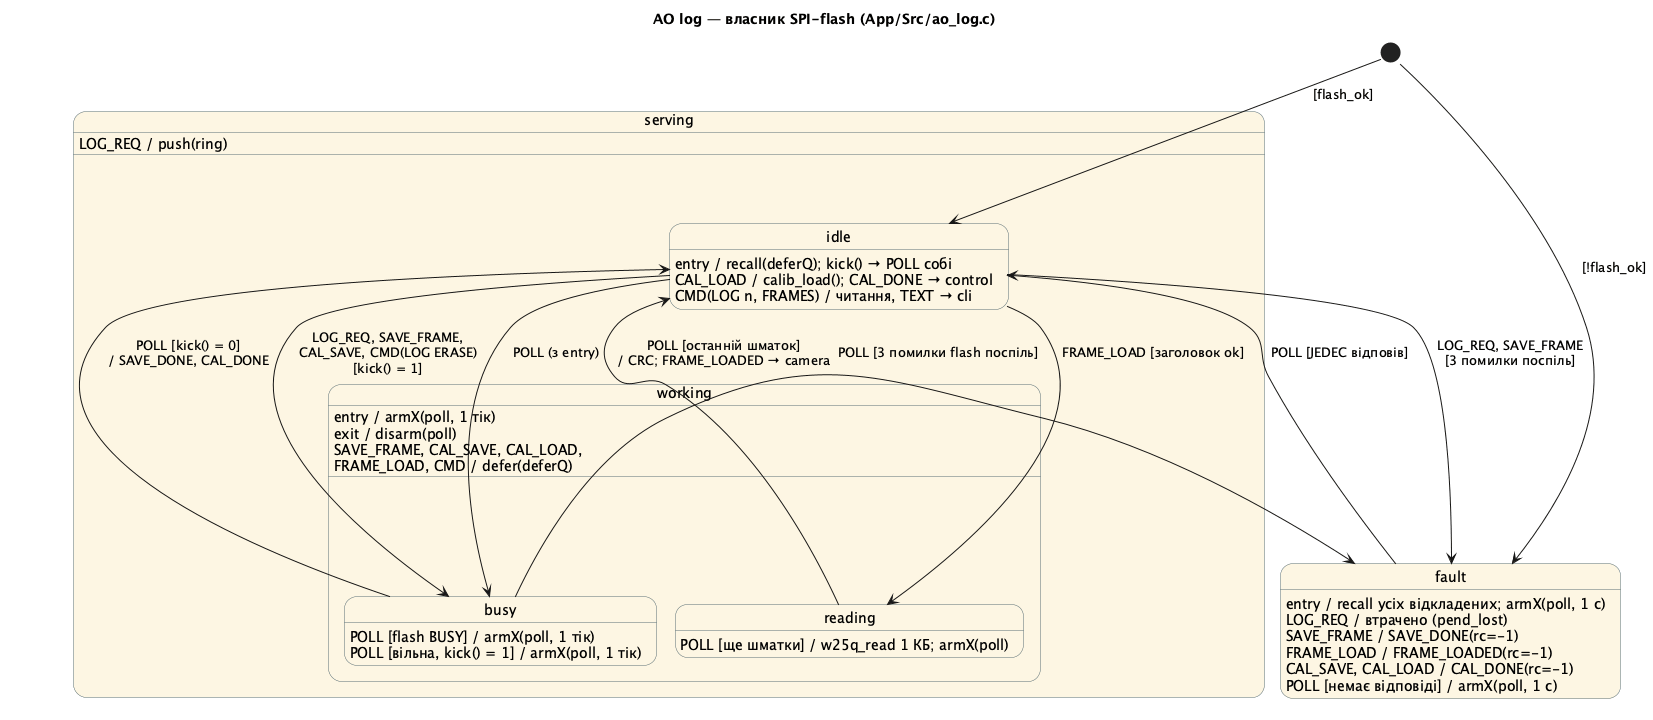 AO log — власник SPI-flash (App/Src/ao_log.c)
[flash_ok]
serving
LOG_REQ / push(ring)
idle
entry / recall(deferQ); kick() → POLL собі
CAL_LOAD / calib_load(); CAL_DONE → control
CMD(LOG n, FRAMES) / читання, TEXT → cli
[!flash_ok]
POLL [kick() = 0]
/ SAVE_DONE, CAL_DONE
LOG_REQ, SAVE_FRAME,
CAL_SAVE, CMD(LOG ERASE)
[kick() = 1]
POLL (з entry)
POLL [останній шматок]
/ CRC; FRAME_LOADED → camera
POLL [3 помилки flash поспіль]
FRAME_LOAD [заголовок ok]
POLL [JEDEC відповів]
LOG_REQ, SAVE_FRAME
[3 помилки поспіль]
working
entry / armX(poll, 1 тік)
exit / disarm(poll)
SAVE_FRAME, CAL_SAVE, CAL_LOAD,
FRAME_LOAD, CMD / defer(deferQ)
busy
POLL [flash BUSY] / armX(poll, 1 тік)
POLL [вільна, kick() = 1] / armX(poll, 1 тік)
reading
POLL [ще шматки] / w25q_read 1 КБ; armX(poll)
fault
entry / recall усіх відкладених; armX(poll, 1 с)
LOG_REQ / втрачено (pend_lost)
SAVE_FRAME / SAVE_DONE(rc=−1)
FRAME_LOAD / FRAME_LOADED(rc=−1)
CAL_SAVE, CAL_LOAD / CAL_DONE(rc=−1)
POLL [немає відповіді] / armX(poll, 1 с)